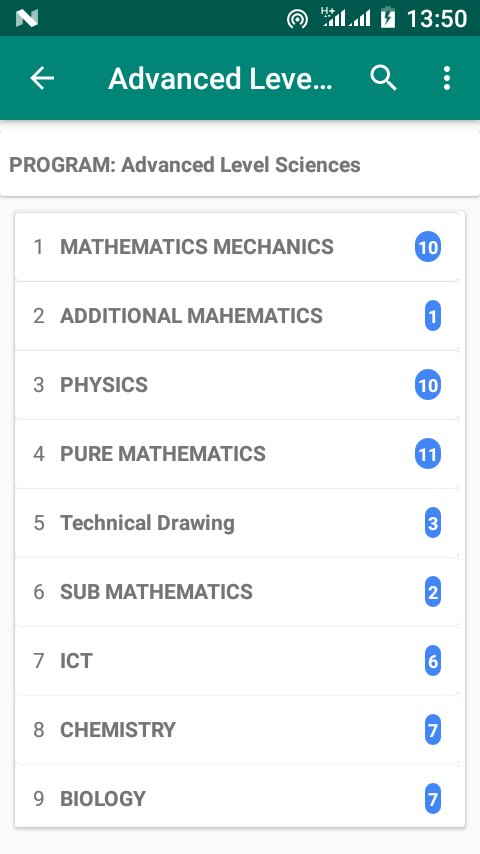 H+ 13:50
Advanced Leve...
PROGRAM: Advanced Level Sciences
1 MATHEMATICS MECHANICS 10
2 ADDITIONAL MAHEMATICS 1
3 PHYSICS 10
4 PURE MATHEMATICS 11
5 Technical Drawing 3
6 SUB MATHEMATICS 2
7 ICT 6
8 CHEMISTRY 7
9 BIOLOGY 7